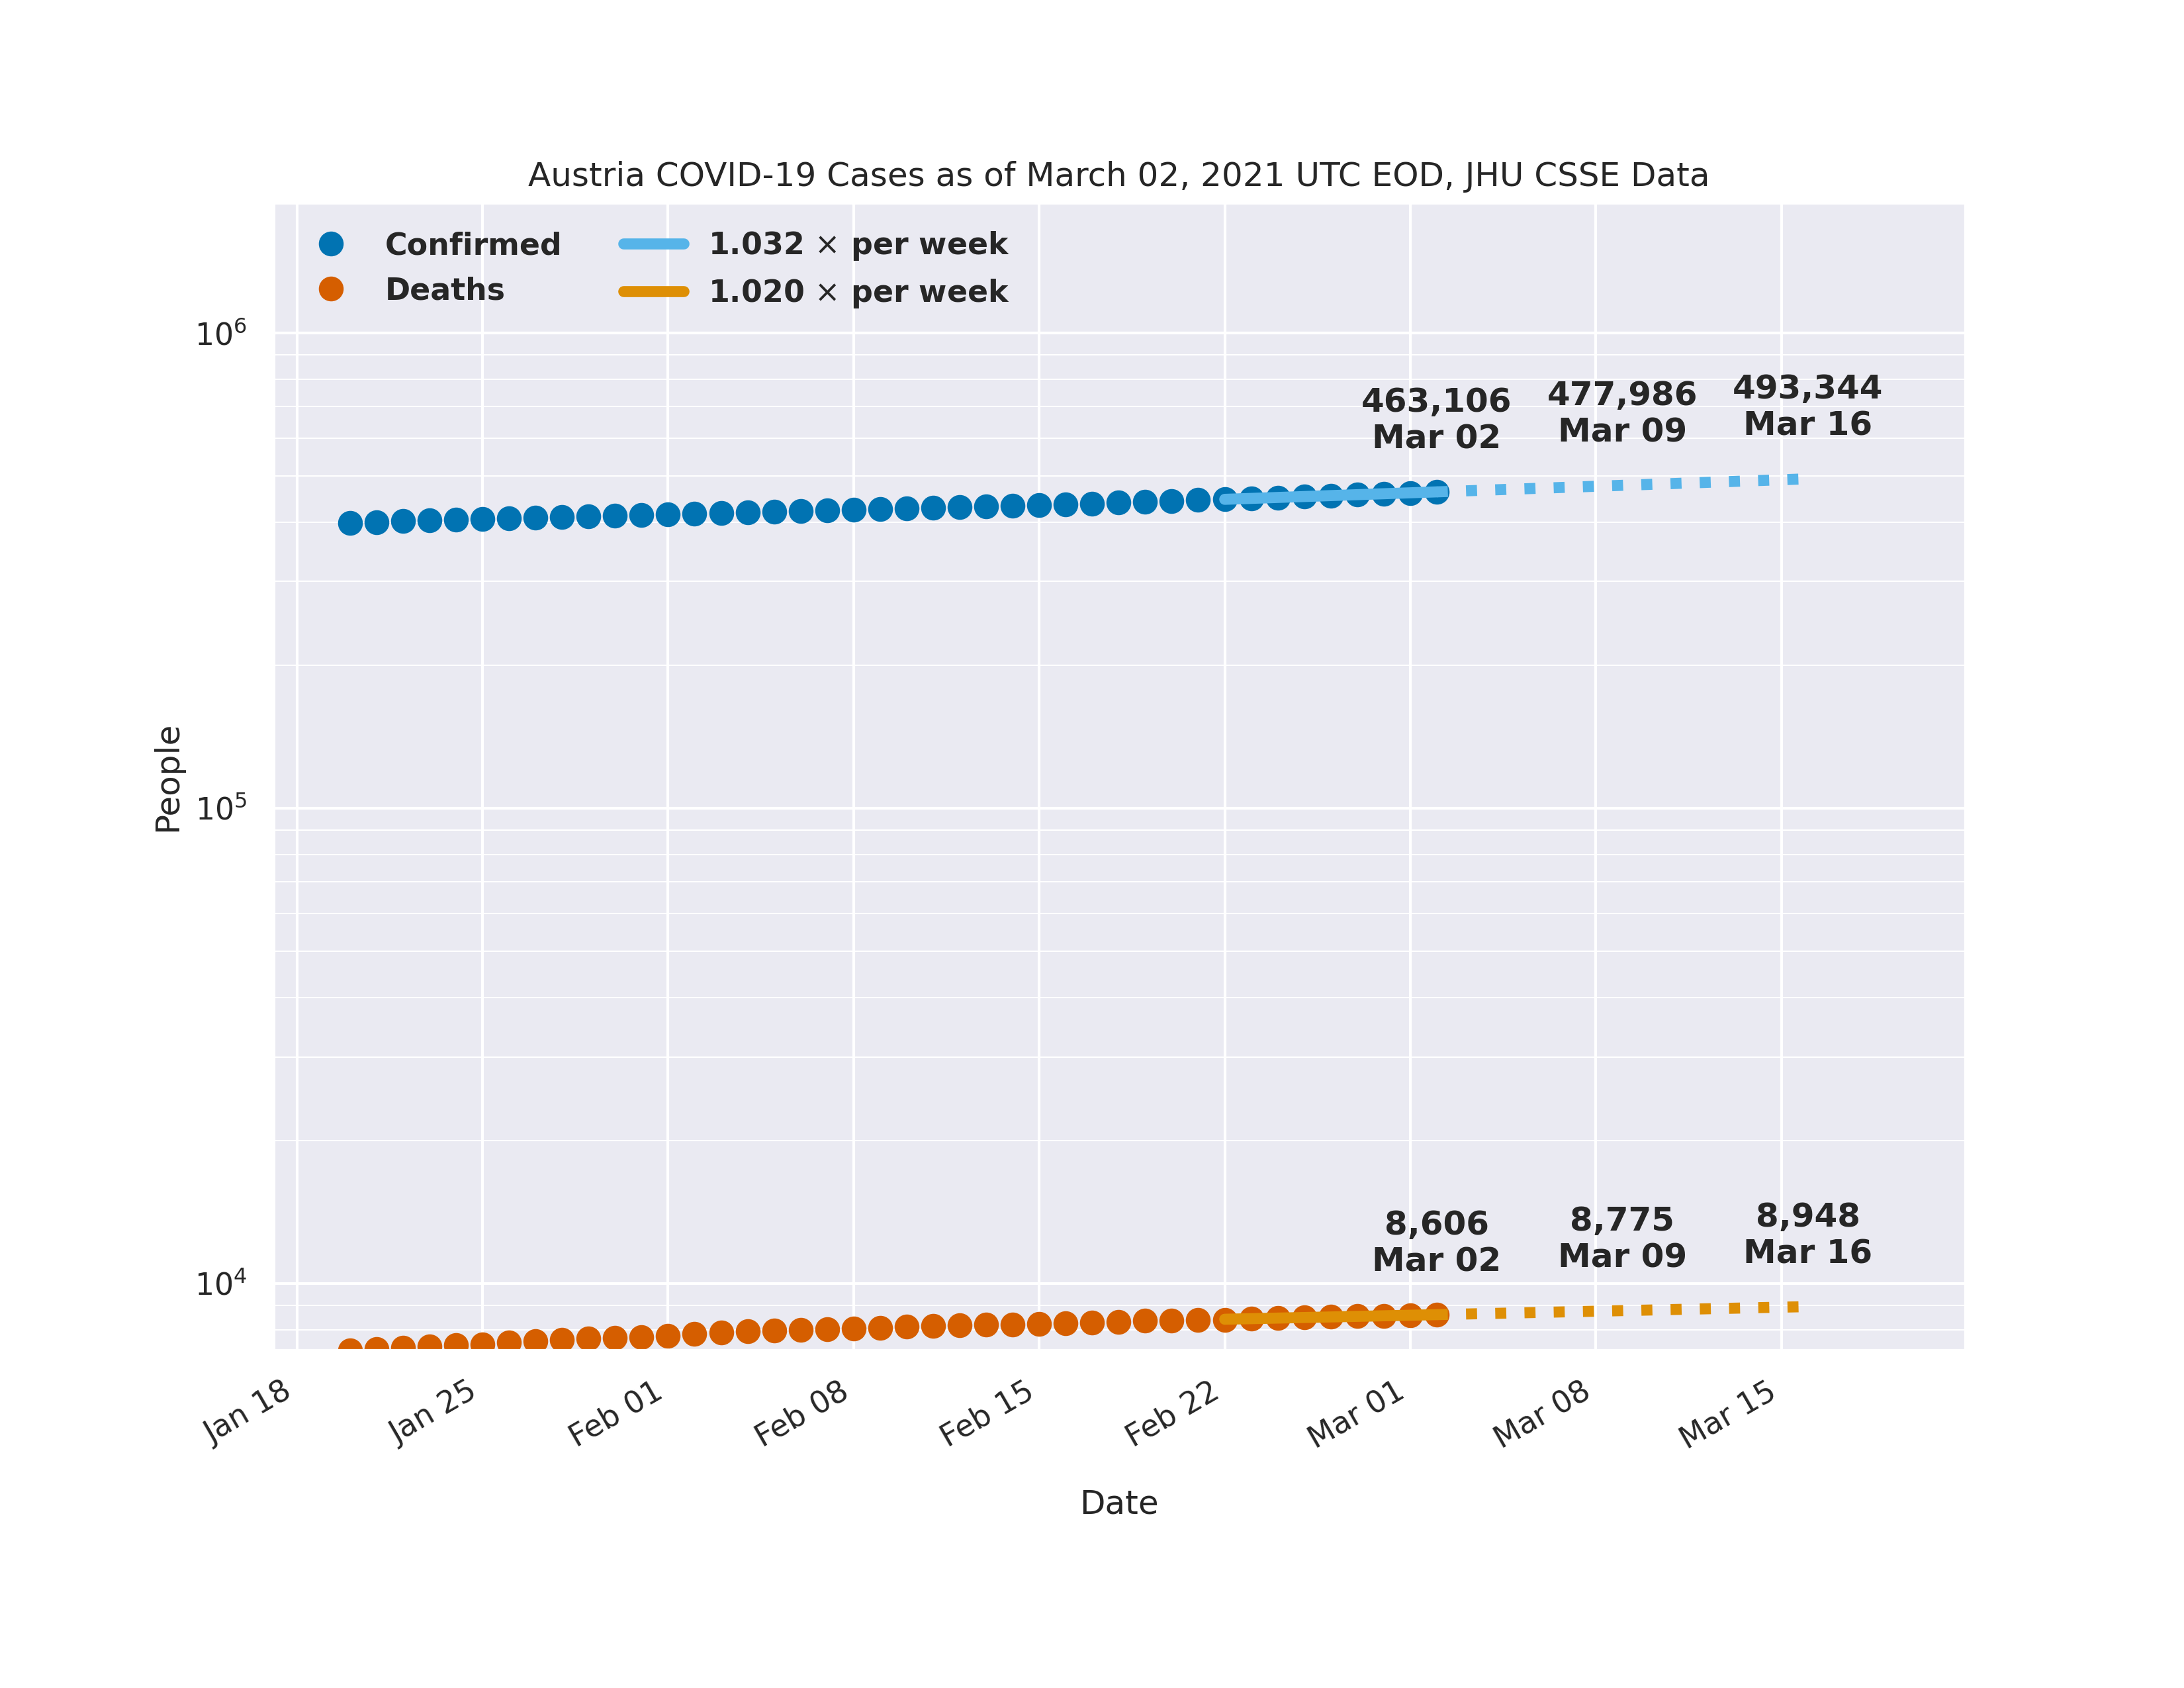 Austria COVID-19 Cases as of March 02, 2021 UTC EOD, JHU CSSE Data
Confirmed
Deaths
1.032 × per week
1.020 × per week
10⁶
10⁵
10⁴
People
463,106
Mar 02
477,986
Mar 09
493,344
Mar 16
8,606
Mar 02
8,775
Mar 09
8,948
Mar 16
Jan 18
Jan 25
Feb 01
Feb 08
Feb 15
Feb 22
Mar 01
Mar 08
Mar 15
Date